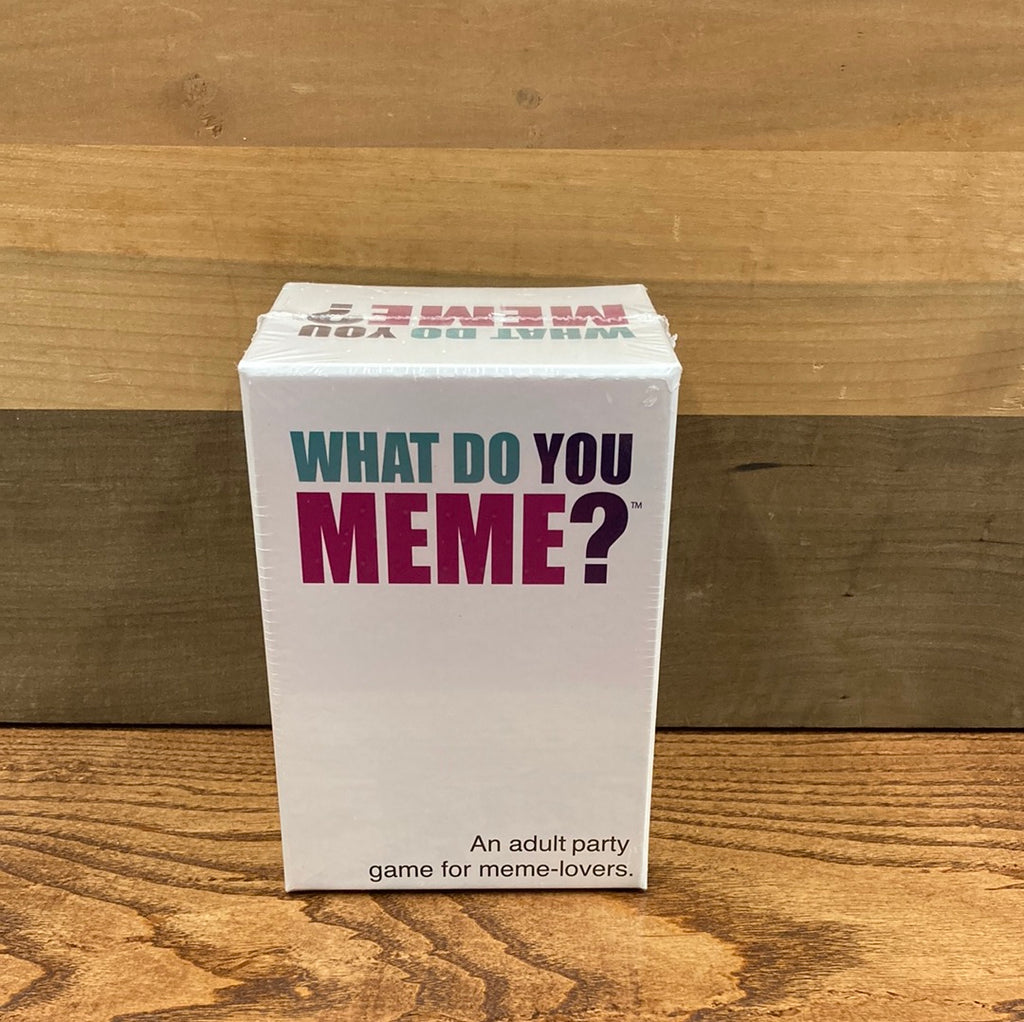 WHAT DO YOU
MEME?
WHAT DO YOU
MEME?™
An adult party
game for meme-lovers.